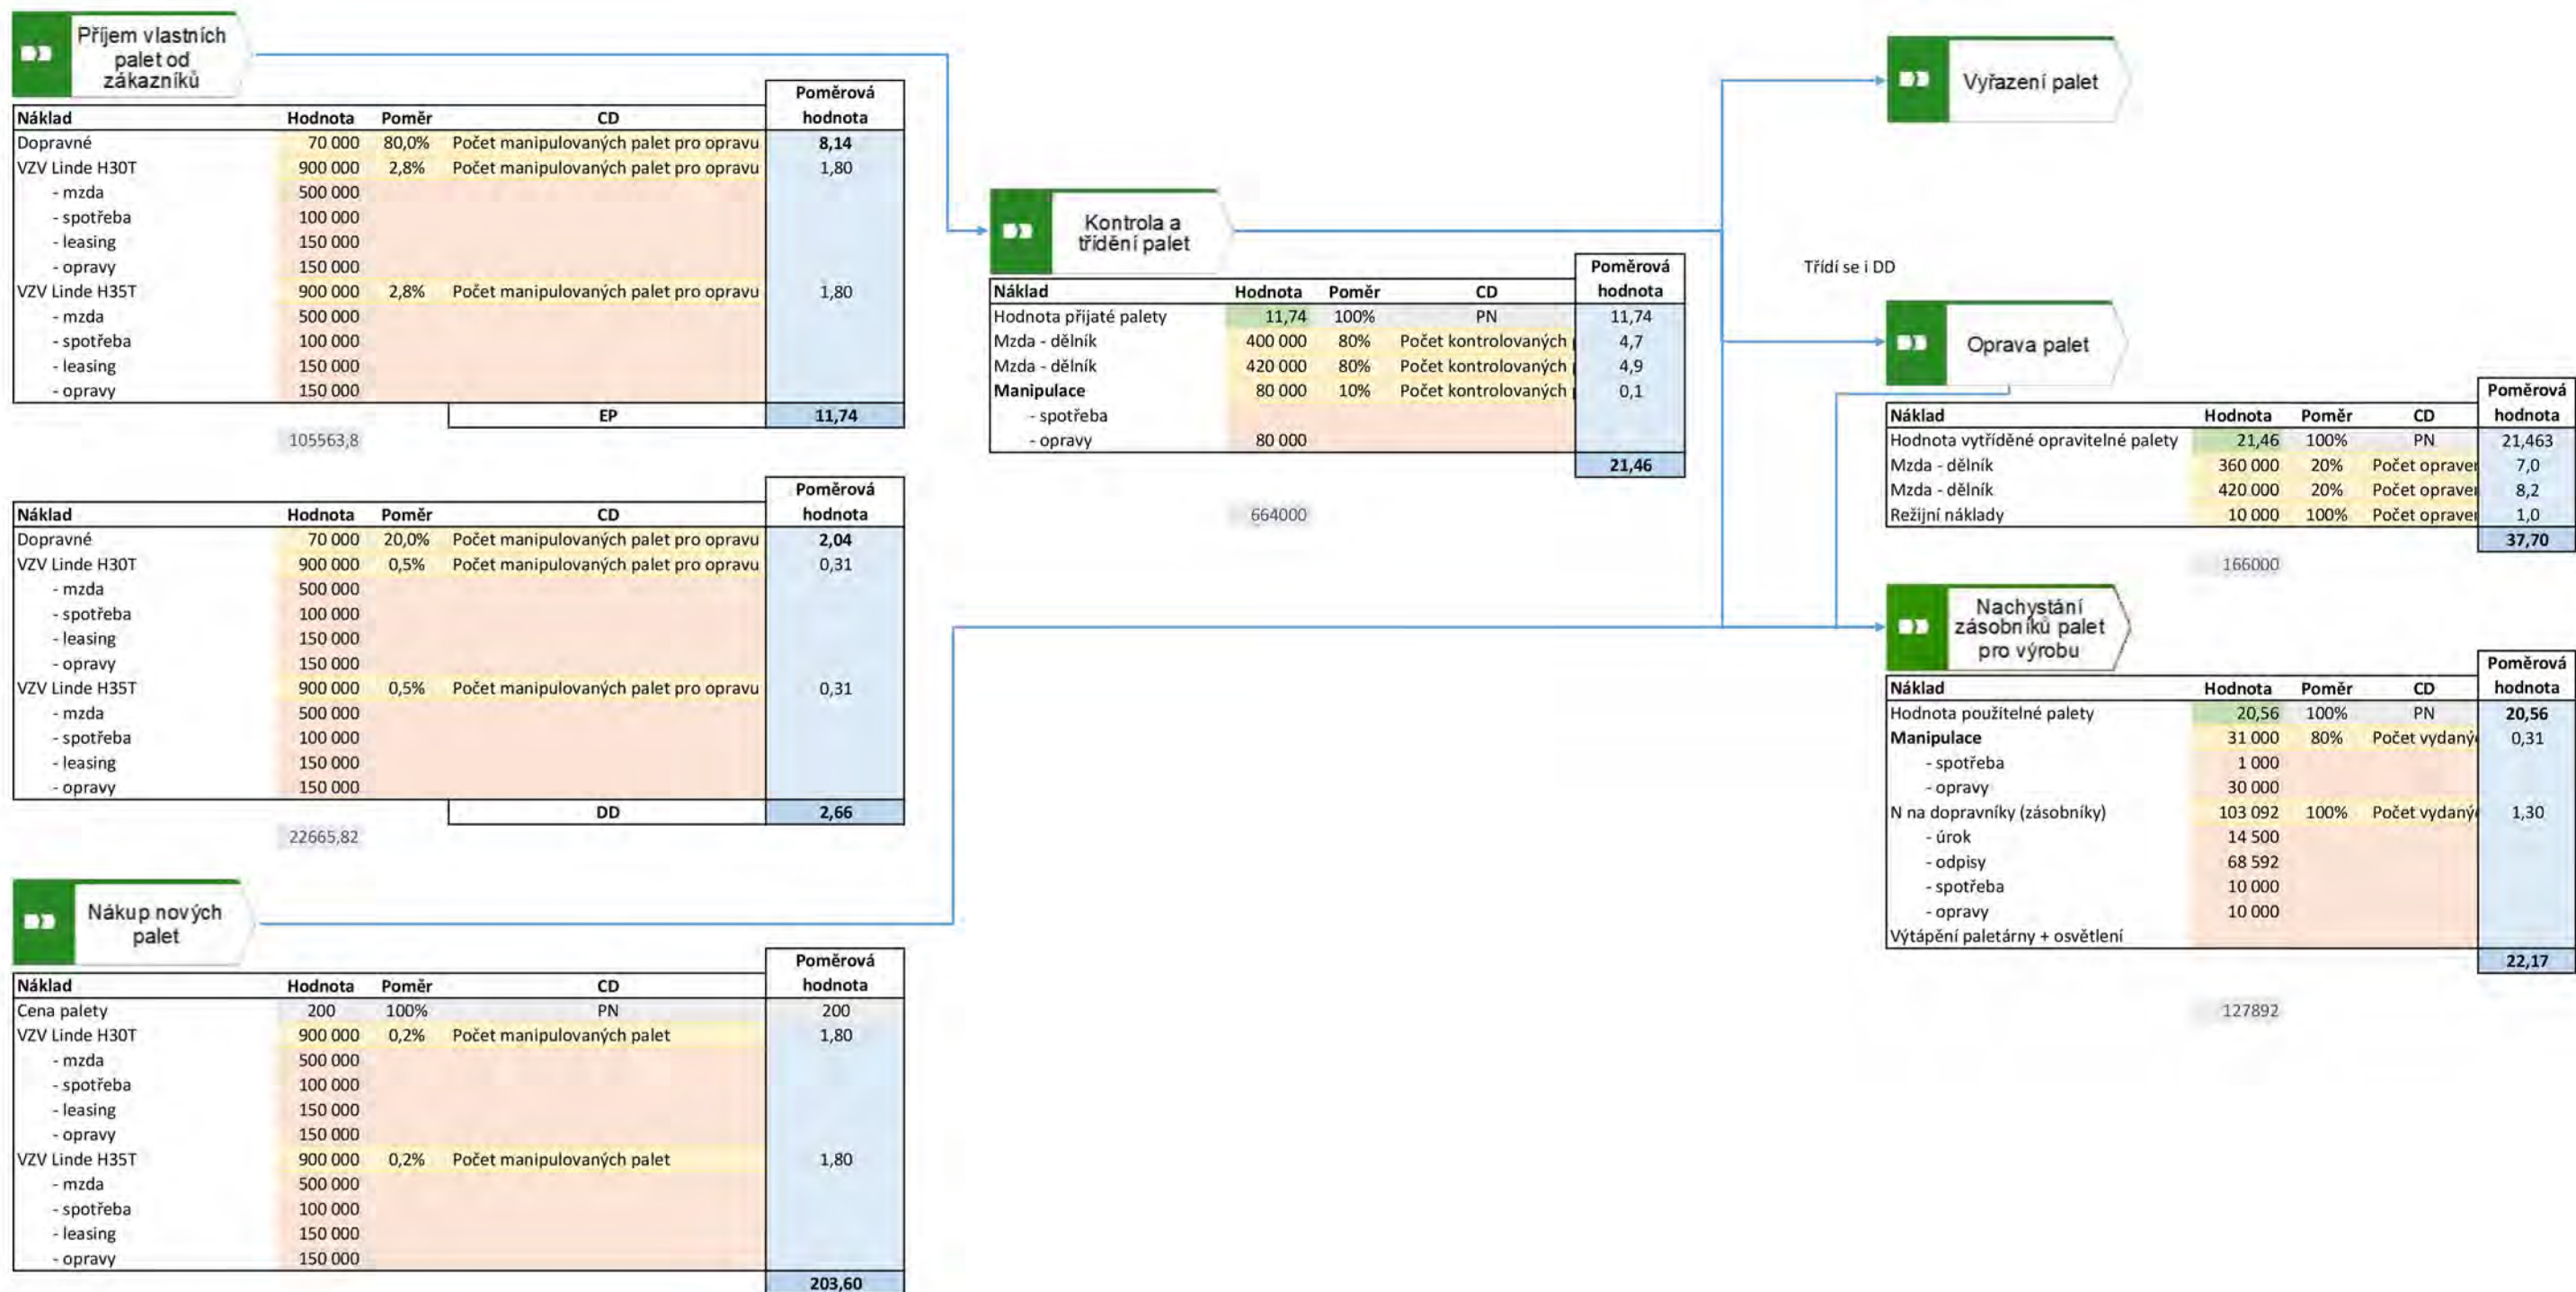 Příjem vlastních
palet od
zákazníků
Náklad Hodnota Poměr CD Poměrová hodnota
Dopravné 70 000 80,0% Počet manipulovaných palet pro opravu 8,14
VZV Linde H30T 900 000 2,8% Počet manipulovaných palet pro opravu 1,80
- mzda 500 000
- spotřeba 100 000
- leasing 150 000
- opravy 150 000
VZV Linde H35T 900 000 2,8% Počet manipulovaných palet pro opravu 1,80
- mzda 500 000
- spotřeba 100 000
- leasing 150 000
- opravy 150 000
EP 11,74
105563,8
Náklad Hodnota Poměr CD Poměrová hodnota
Dopravné 70 000 20,0% Počet manipulovaných palet pro opravu 2,04
VZV Linde H30T 900 000 0,5% Počet manipulovaných palet pro opravu 0,31
- mzda 500 000
- spotřeba 100 000
- leasing 150 000
- opravy 150 000
VZV Linde H35T 900 000 0,5% Počet manipulovaných palet pro opravu 0,31
- mzda 500 000
- spotřeba 100 000
- leasing 150 000
- opravy 150 000
DD 2,66
22665,82
Nákup nových
palet
Náklad Hodnota Poměr CD Poměrová hodnota
Cena palety 200 100% PN 200
VZV Linde H30T 900 000 0,2% Počet manipulovaných palet 1,80
- mzda 500 000
- spotřeba 100 000
- leasing 150 000
- opravy 150 000
VZV Linde H35T 900 000 0,2% Počet manipulovaných palet 1,80
- mzda 500 000
- spotřeba 100 000
- leasing 150 000
- opravy 150 000
203,60
Kontrola a
třídění palet
Náklad Hodnota Poměr CD Poměrová hodnota
Hodnota přijaté palety 11,74 100% PN 11,74
Mzda - dělník 400 000 80% Počet kontrolovaných 4,7
Mzda - dělník 420 000 80% Počet kontrolovaných 4,9
Manipulace 80 000 10% Počet kontrolovaných 0,1
- spotřeba
- opravy 80 000
21,46
664000
Vyřazení palet
Třídí se i DD
Oprava palet
Náklad Hodnota Poměr CD Poměrová hodnota
Hodnota vytříděné opravitelné palety 21,46 100% PN 21,463
Mzda - dělník 360 000 20% Počet opraven 7,0
Mzda - dělník 420 000 20% Počet opraven 8,2
Režijní náklady 10 000 100% Počet opraven 1,0
37,70
166000
Nachystání
zásobníků palet
pro výrobu
Náklad Hodnota Poměr CD Poměrová hodnota
Hodnota použitelné palety 20,56 100% PN 20,56
Manipulace 31 000 80% Počet vydaný 0,31
- spotřeba 1 000
- opravy 30 000
N na dopravníky (zásobníky) 103 092 100% Počet vydaný 1,30
- úrok 14 500
- odpisy 68 592
- spotřeba 10 000
- opravy 10 000
Výtápění paletárny + osvětlení
22,17
127892